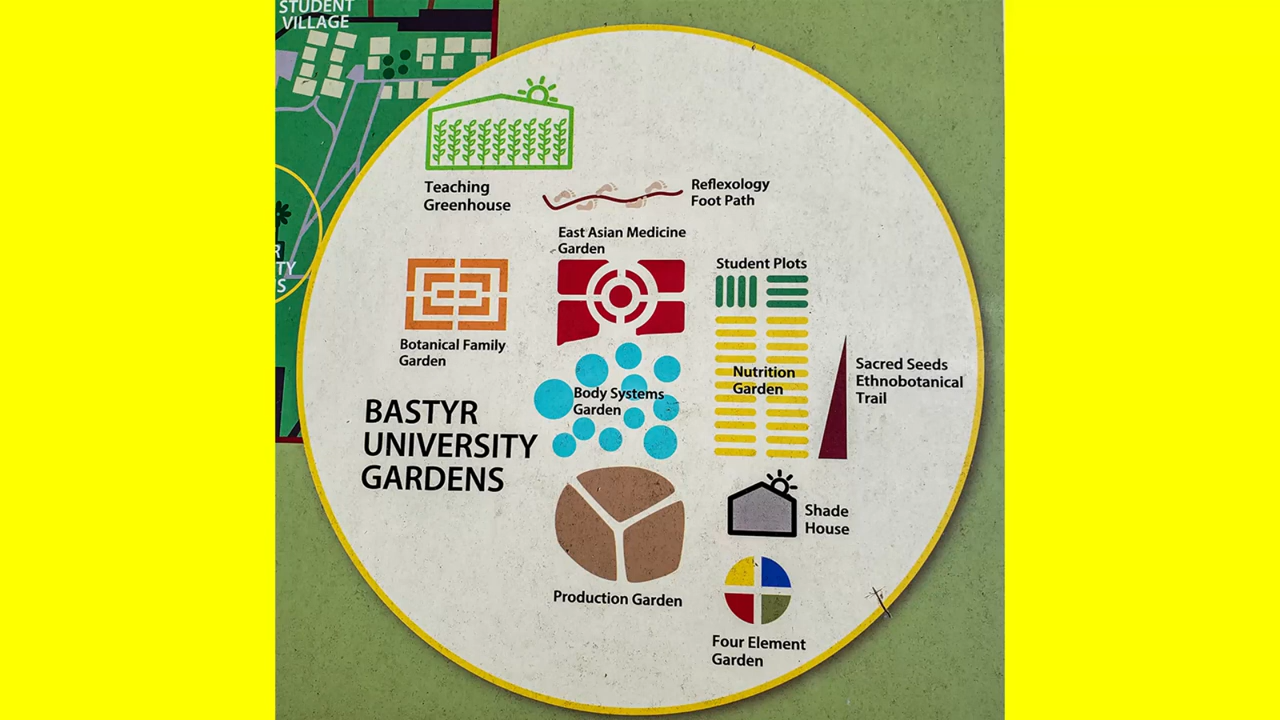 STUDENT
VILLAGE
Teaching
Greenhouse
Reflexology
Foot Path
East Asian Medicine
Garden
Student Plots
Botanical Family
Garden
Nutrition
Garden
Sacred Seeds
Ethnobotanical
Trail
Body Systems
Garden
BASTYR
UNIVERSITY
GARDENS
Shade
House
Production Garden
Four Element
Garden